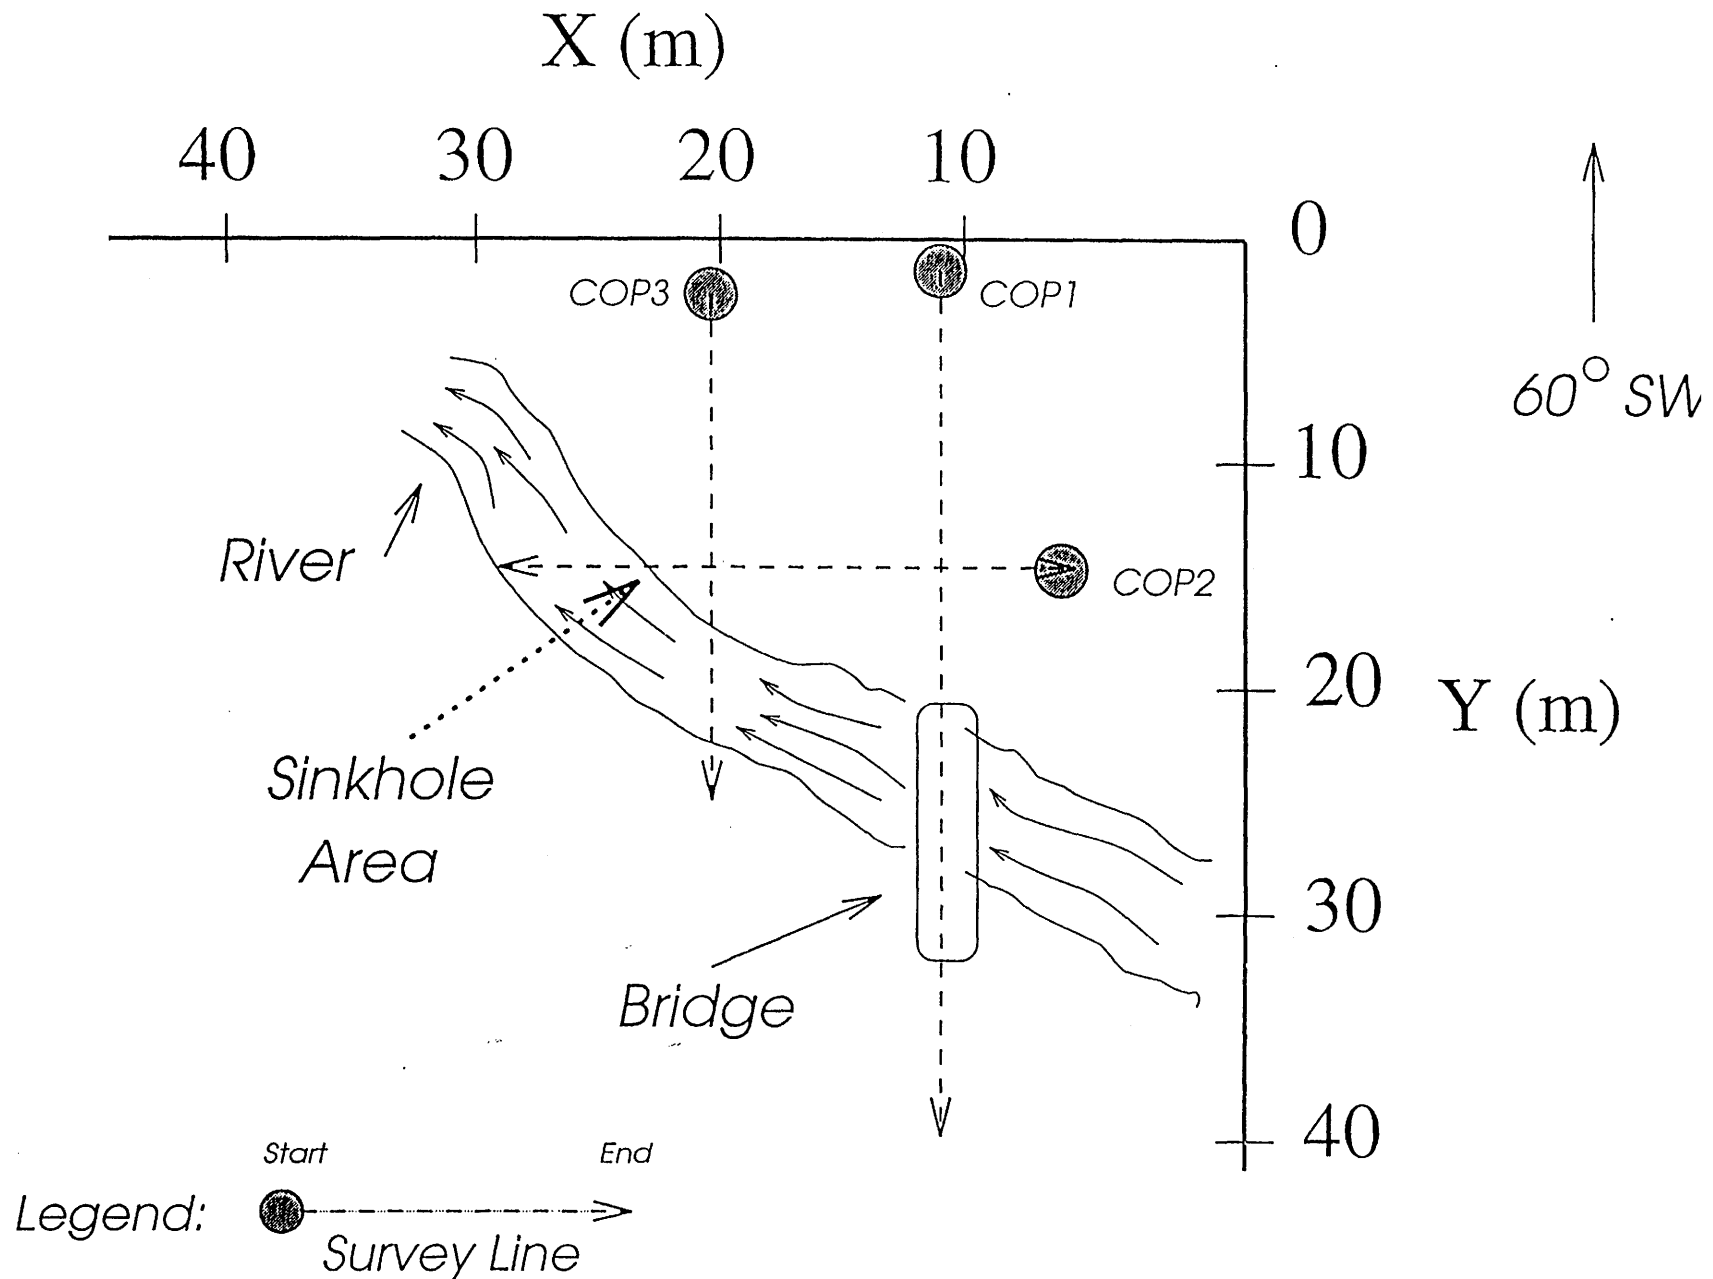 X (m)
40 30 20 10
0
COP3
COP1
60° SW
10
River
COP2
20
Y (m)
Sinkhole
Area
30
Bridge
40
Start End
Legend:
Survey Line